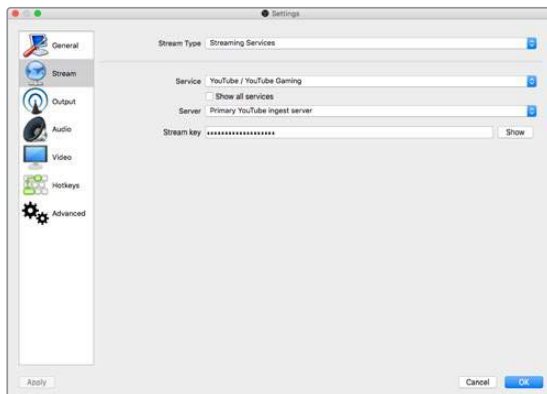 Settings
General
Stream
Output
Audio
Video
Hotkeys
Advanced
Stream Type Streaming Services
Service YouTube / YouTube Gaming
Show all services
Server Primary YouTube ingest server
Stream key •••••••••••••••••••
Show
Apply
Cancel
OK